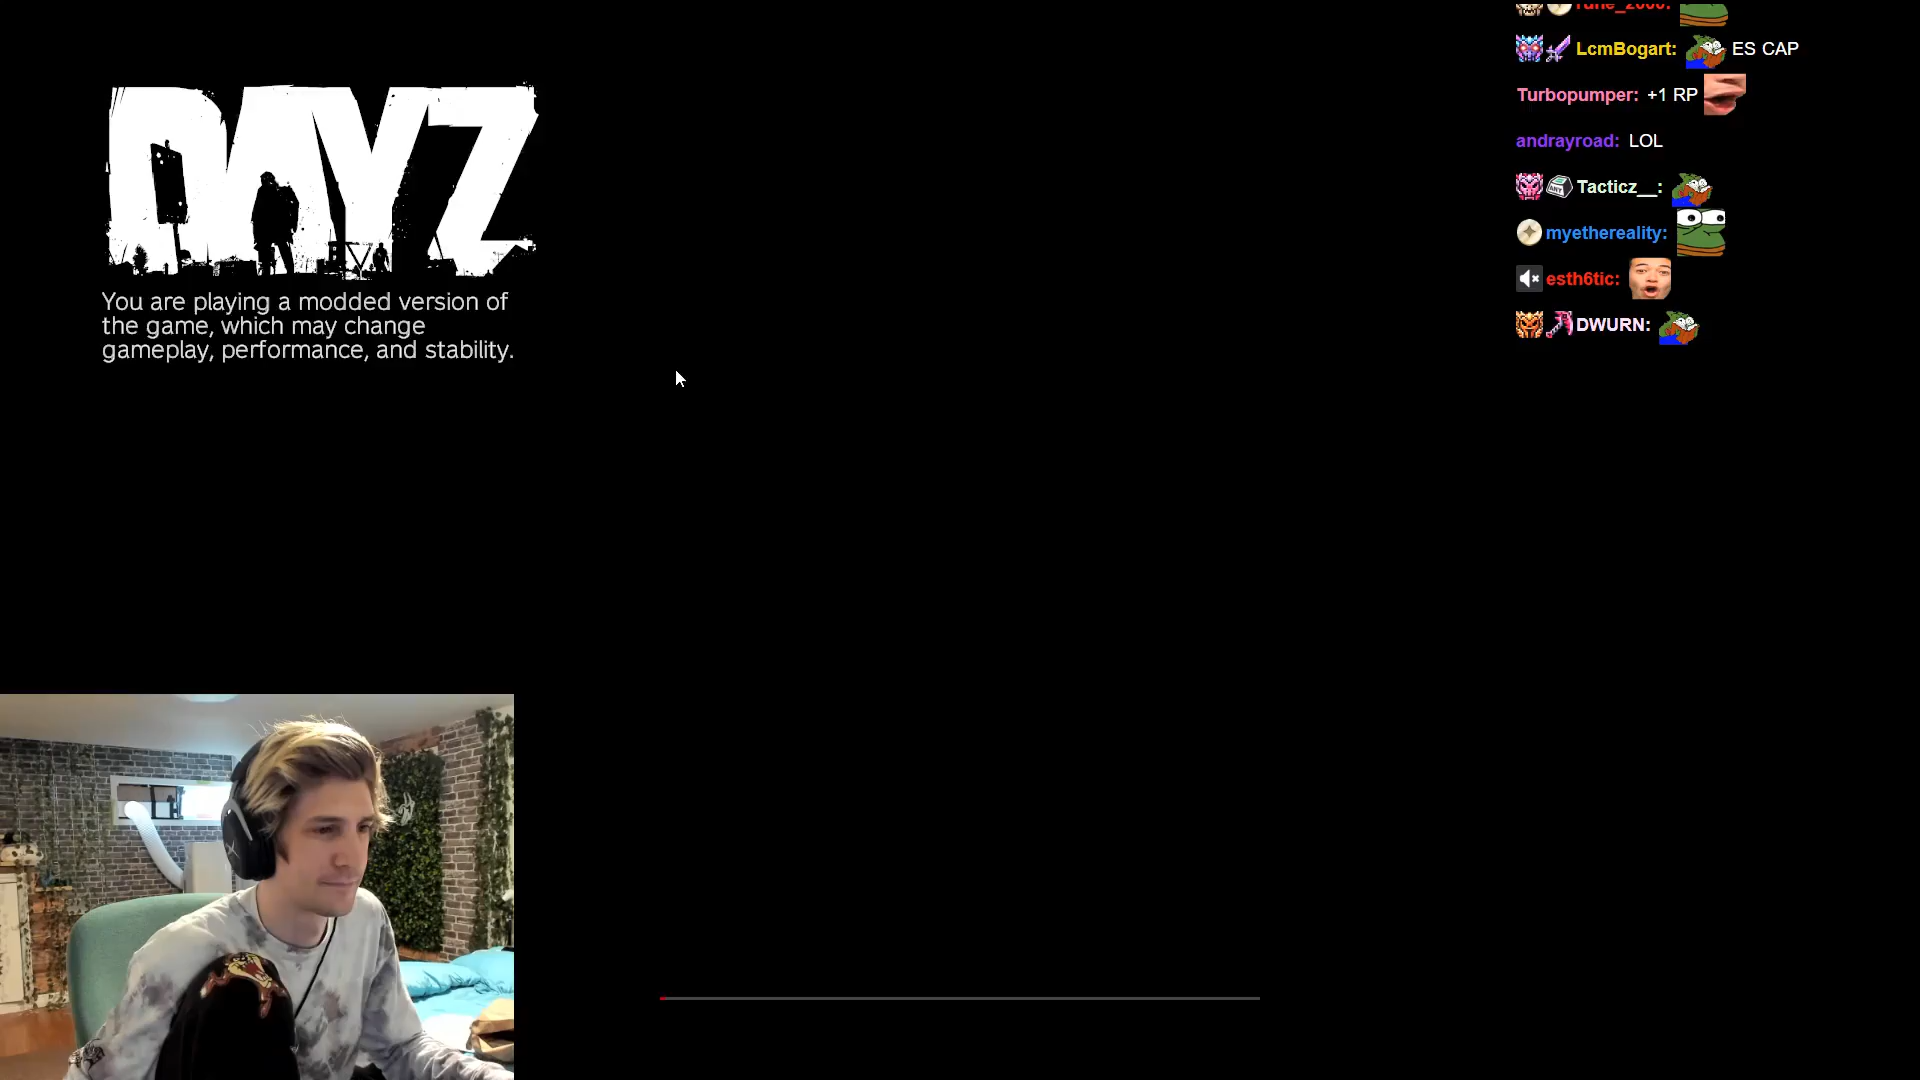 DAYZ
You are playing a modded version of
the game, which may change
gameplay, performance, and stability.
rune_2000:
LcmBogart: ES CAP
Turbopumper: +1 RP
andrayroad: LOL
Tacticz__:
myethereality:
esth6tic:
DWURN: